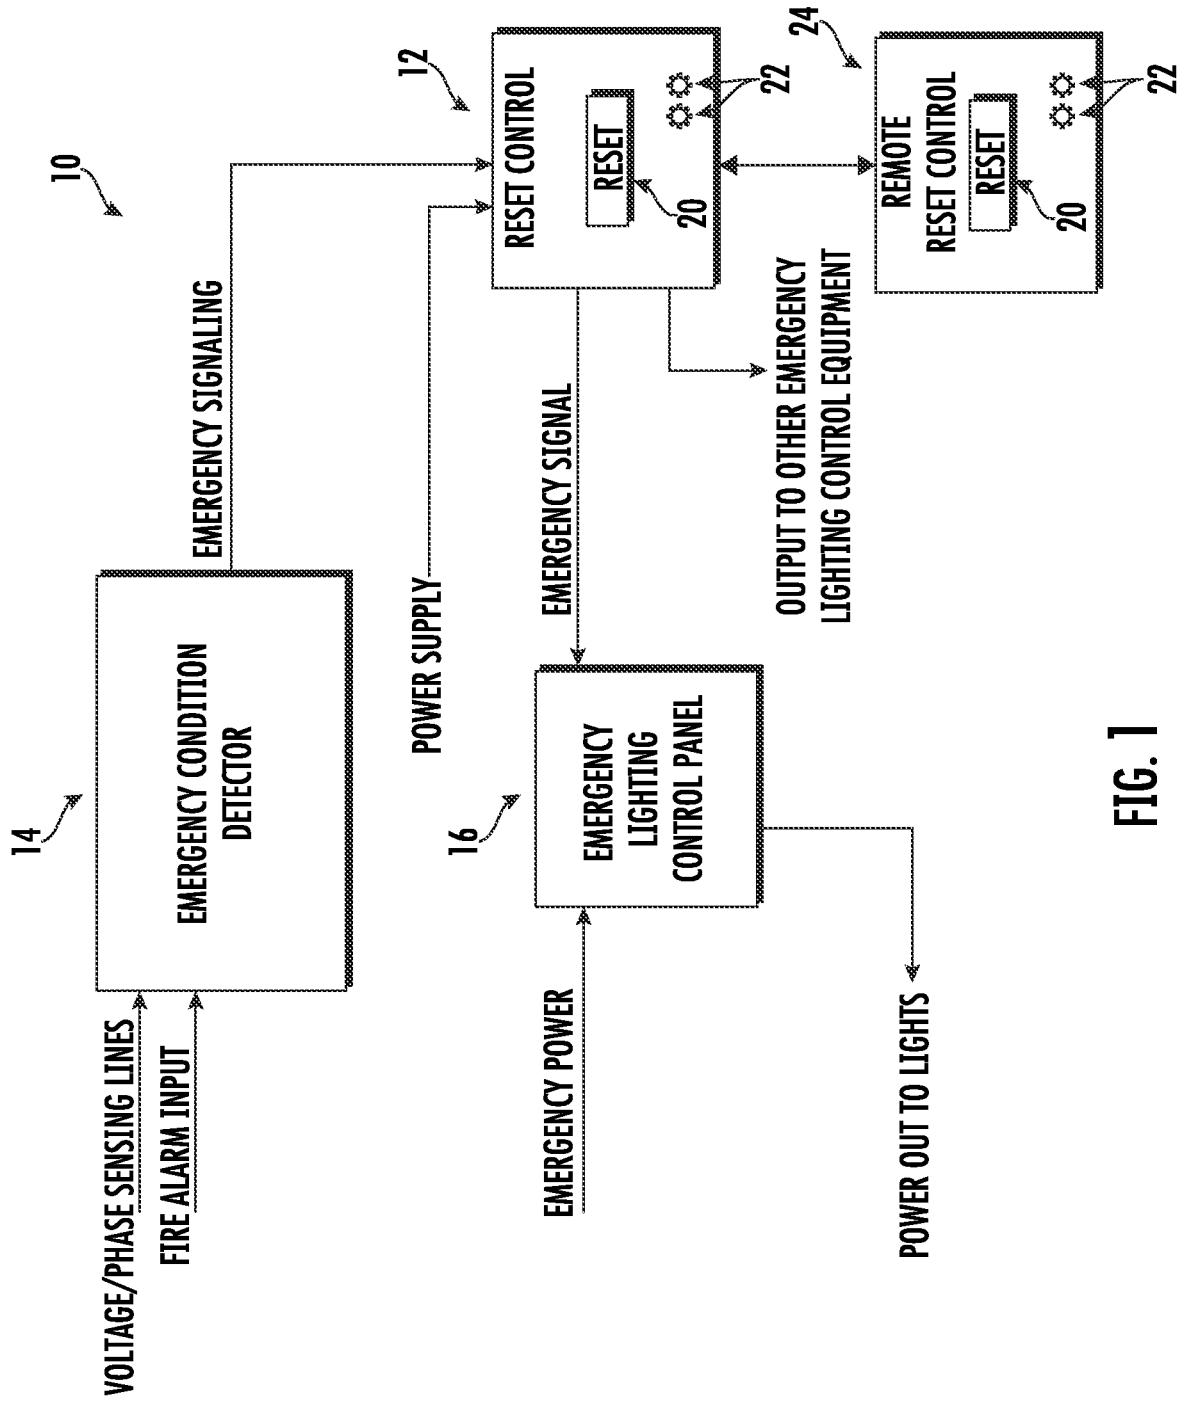 10
14
VOLTAGE/PHASE SENSING LINES
FIRE ALARM INPUT
EMERGENCY CONDITION
DETECTOR
EMERGENCY SIGNALING
POWER SUPPLY
12
RESET CONTROL
RESET
20
22
16
EMERGENCY POWER
EMERGENCY
LIGHTING
CONTROL PANEL
EMERGENCY SIGNAL
POWER OUT TO LIGHTS
OUTPUT TO OTHER EMERGENCY
LIGHTING CONTROL EQUIPMENT
24
REMOTE
RESET CONTROL
RESET
20
22
FIG. 1